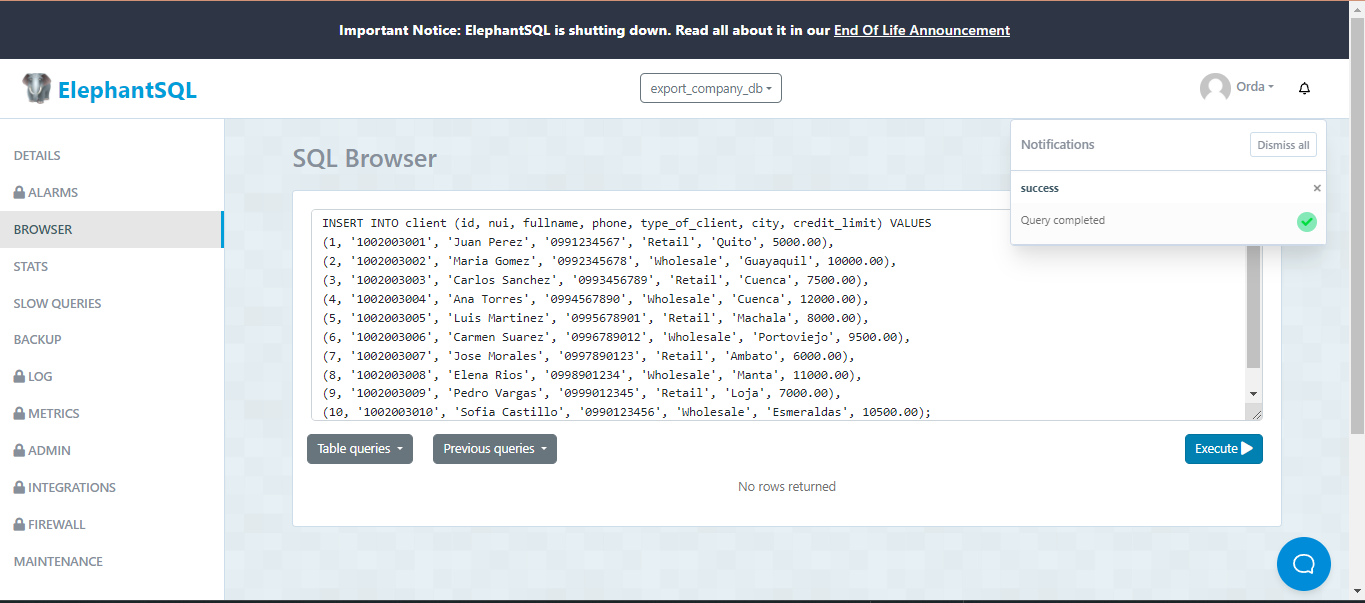 Important Notice: ElephantSQL is shutting down. Read all about it in our End Of Life Announcement
ElephantSQL
export_company_db
Orda
DETAILS
ALARMS
BROWSER
STATS
SLOW QUERIES
BACKUP
LOG
METRICS
ADMIN
INTEGRATIONS
FIREWALL
MAINTENANCE
SQL Browser
Notifications
Dismiss all
success
×
Query completed
INSERT INTO client (id, nui, fullname, phone, type_of_client, city, credit_limit) VALUES
(1, '1002003001', 'Juan Perez', '0991234567', 'Retail', 'Quito', 5000.00),
(2, '1002003002', 'Maria Gomez', '0992345678', 'Wholesale', 'Guayaquil', 10000.00),
(3, '1002003003', 'Carlos Sanchez', '0993456789', 'Retail', 'Cuenca', 7500.00),
(4, '1002003004', 'Ana Torres', '0994567890', 'Wholesale', 'Cuenca', 12000.00),
(5, '1002003005', 'Luis Martinez', '0995678901', 'Retail', 'Machala', 8000.00),
(6, '1002003006', 'Carmen Suarez', '0996789012', 'Wholesale', 'Portoviejo', 9500.00),
(7, '1002003007', 'Jose Morales', '0997890123', 'Retail', 'Ambato', 6000.00),
(8, '1002003008', 'Elena Rios', '0998901234', 'Wholesale', 'Manta', 11000.00),
(9, '1002003009', 'Pedro Vargas', '0999012345', 'Retail', 'Loja', 7000.00),
(10, '1002003010', 'Sofia Castillo', '0990123456', 'Wholesale', 'Esmeraldas', 10500.00);
Table queries
Previous queries
Execute
No rows returned